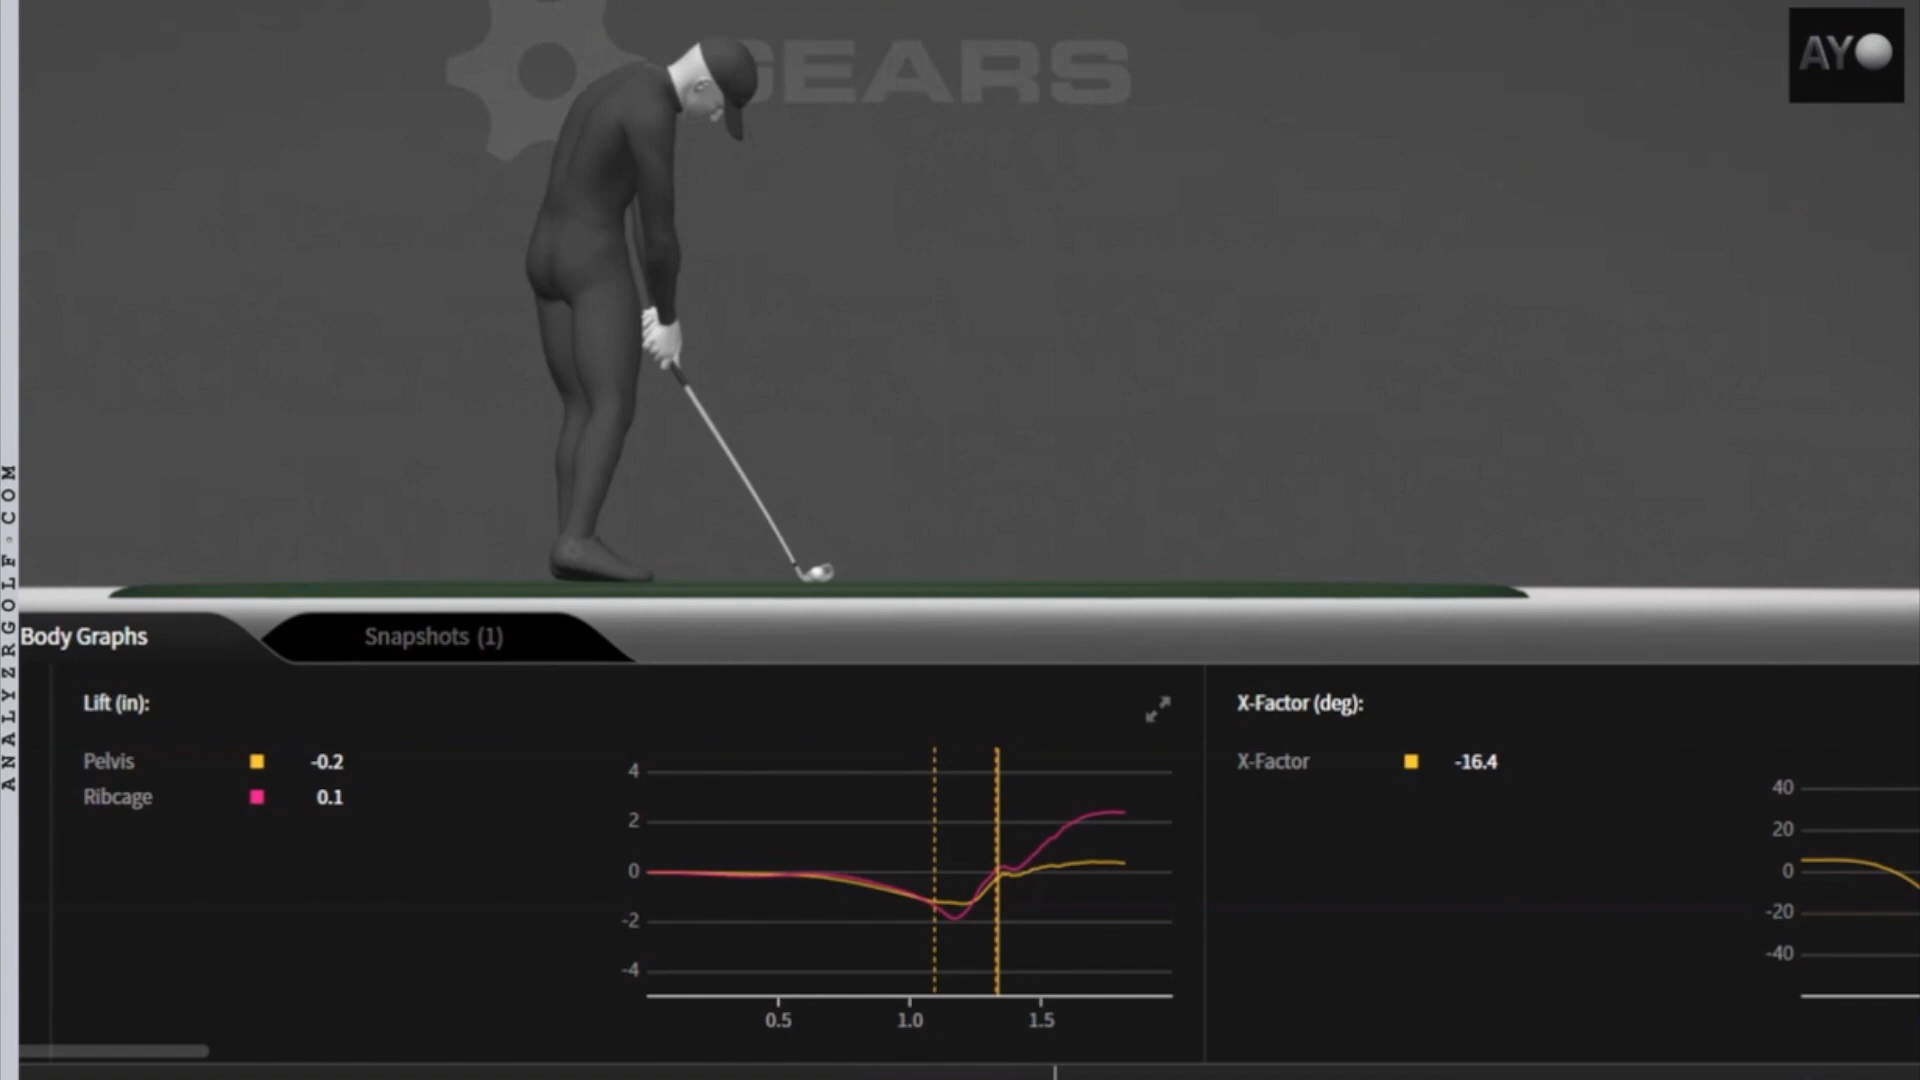 GEARS
AYO
ANALYZRGOLF.COM
Body Graphs
Snapshots (1)
Lift (in):
Pelvis -0.2
Ribcage 0.1
4
2
0
-2
-4
0.5 1.0 1.5
X-Factor (deg):
X-Factor -16.4
40
20
0
-20
-40